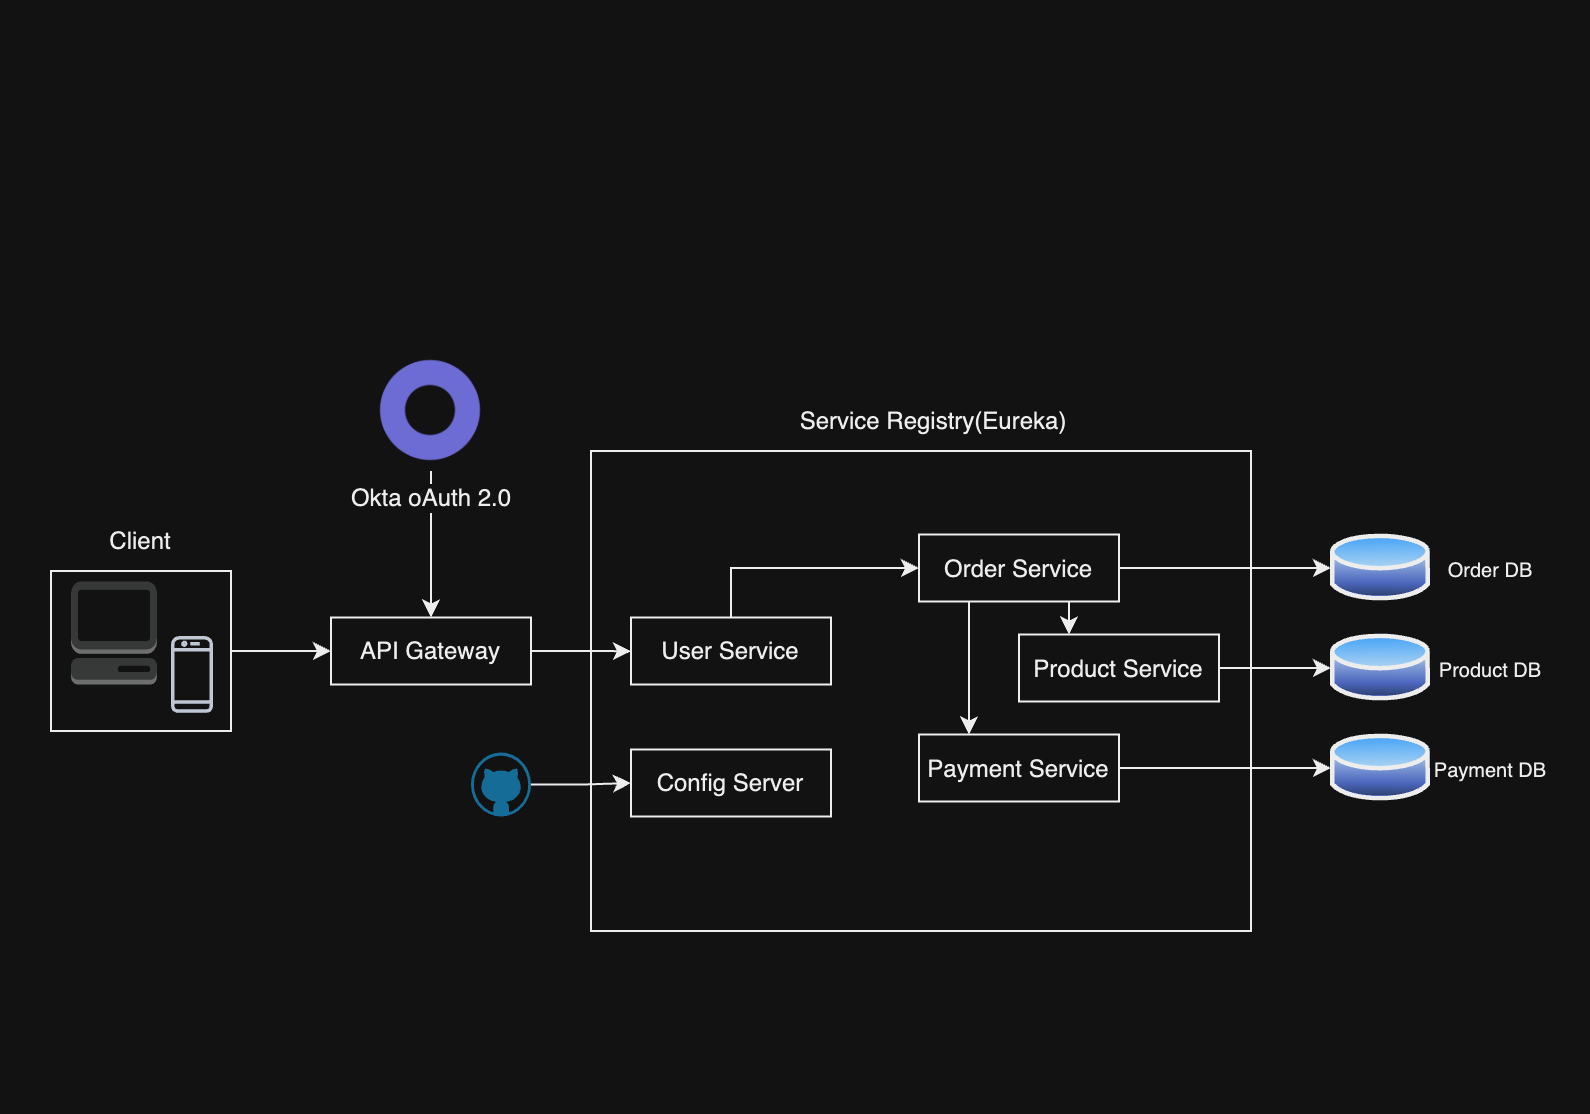 Service Registry(Eureka)
Okta oAuth 2.0
Client
API Gateway
User Service
Order Service
Product Service
Payment Service
Config Server
Order DB
Product DB
Payment DB